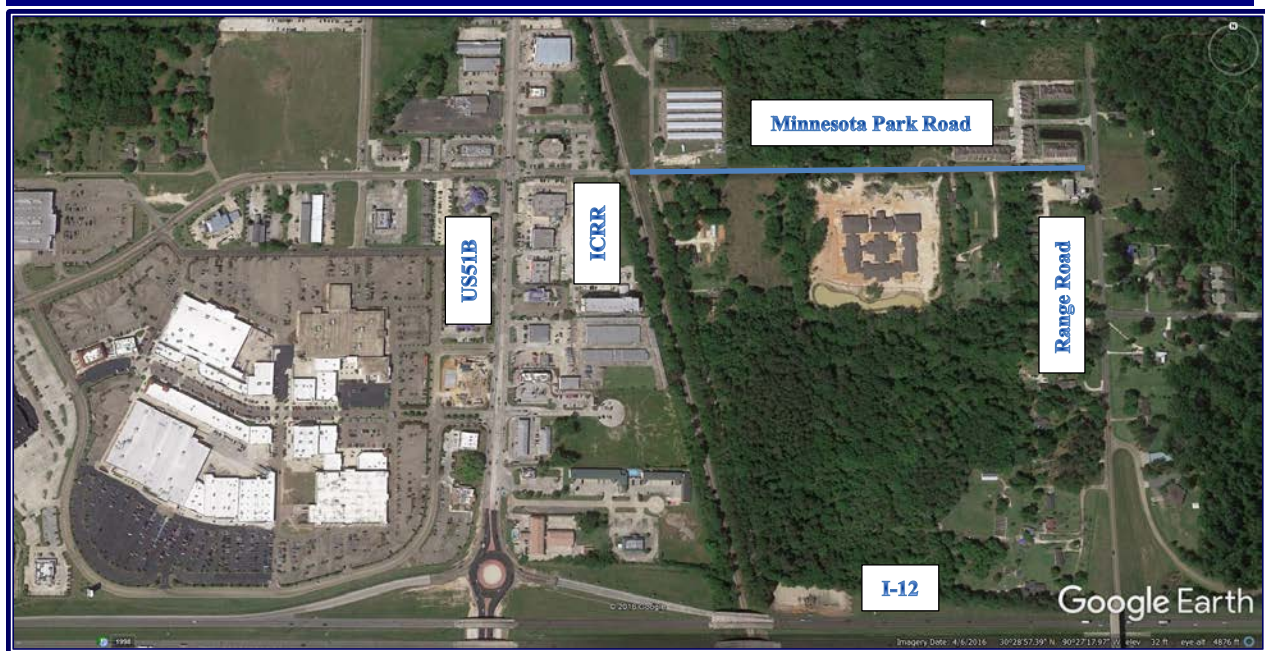 N
Minnesota Park Road
US51B
ICRR
Range Road
I-12
Google Earth
© 2016 Google
1998
Imagery Date: 4/6/2016 30°28'57.39" N 90°27'17.97" W elev 32 ft eye alt 4876 ft